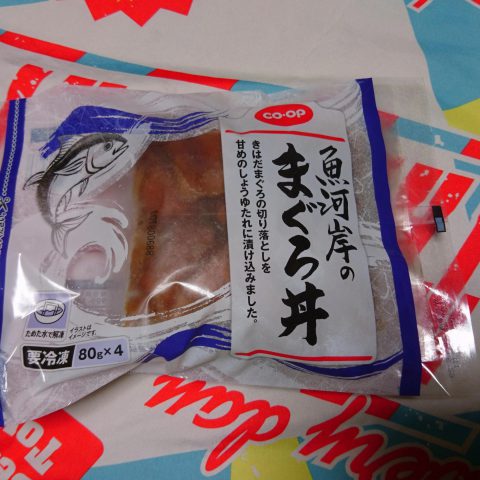 co·op
魚河岸の
まぐろ丼
きはだまぐろの切り落としを
甘めのしょうゆたれに漬け込みました。
ためた水で解凍
イラストは
イメージです。
要冷凍
80g×4